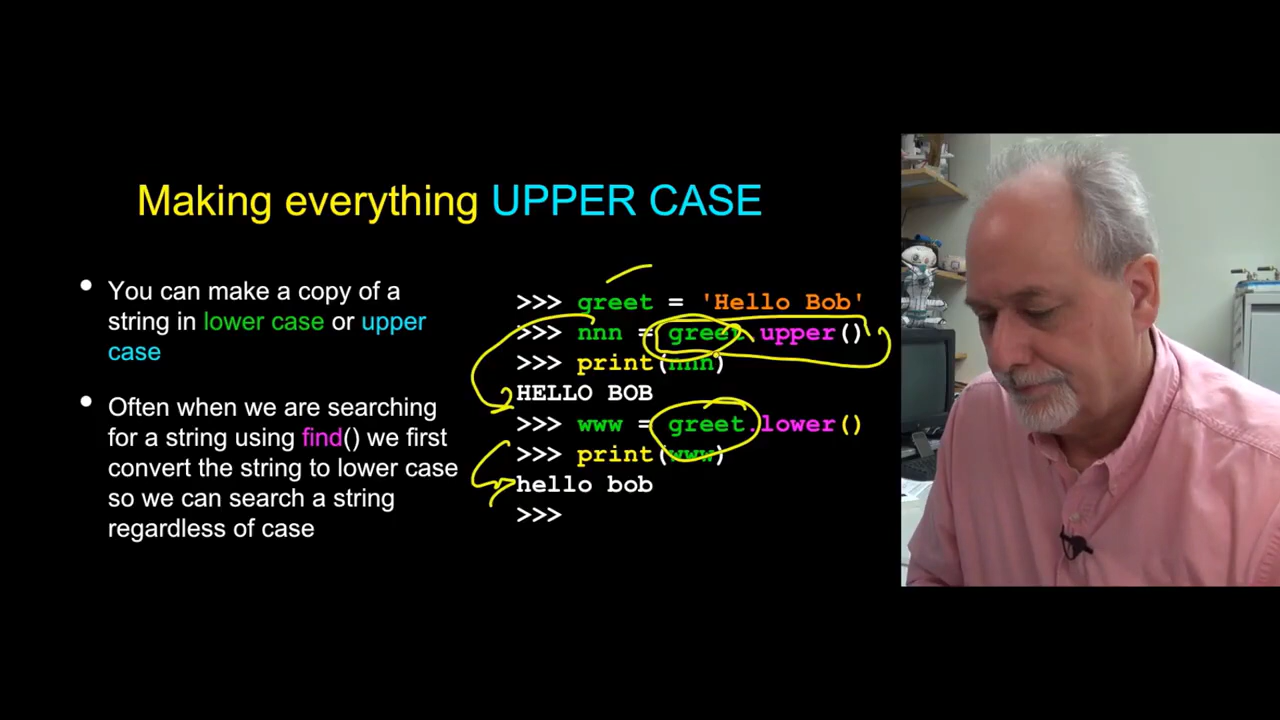 Making everything UPPER CASE
• You can make a copy of a
string in lower case or upper
case
• Often when we are searching
for a string using find() we first
convert the string to lower case
so we can search a string
regardless of case
>>> greet = 'Hello Bob'
>>> nnn = greet.upper()
>>> print(nnn)
HELLO BOB
>>> www = greet.lower()
>>> print(www)
hello bob
>>>